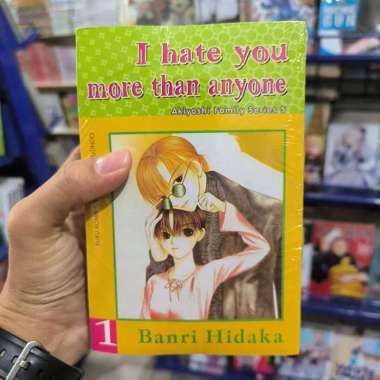 I hate you
more than anyone
Akiyoshi Family Series 5
1
Banri Hidaka